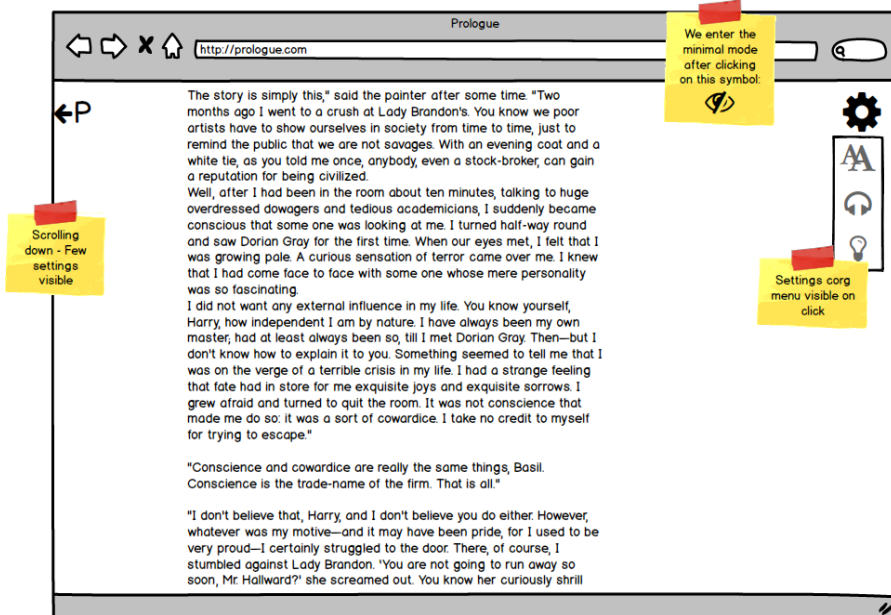 Prologue
http://prologue.com
We enter the
minimal mode
after clicking
on this symbol:
P
The story is simply this," said the painter after some time. "Two
months ago I went to a crush at Lady Brandon's. You know we poor
artists have to show ourselves in society from time to time, just to
remind the public that we are not savages. With an evening coat and a
white tie, as you told me once, anybody, even a stock-broker, can gain
a reputation for being civilized.
Well, after I had been in the room about ten minutes, talking to huge
overdressed dowagers and tedious academicians, I suddenly became
conscious that some one was looking at me. I turned half-way round
and saw Dorian Gray for the first time. When our eyes met, I felt that I
was growing pale. A curious sensation of terror came over me. I knew
that I had come face to face with some one whose mere personality
was so fascinating.
I did not want any external influence in my life. You know yourself,
Harry, how independent I am by nature. I have always been my own
master; had at least always been so, till I met Dorian Gray. Then—but I
don't know how to explain it to you. Something seemed to tell me that I
was on the verge of a terrible crisis in my life. I had a strange feeling
that fate had in store for me exquisite joys and exquisite sorrows. I
grew afraid and turned to quit the room. It was not conscience that
made me do so: it was a sort of cowardice. I take no credit to myself
for trying to escape."
"Conscience and cowardice are really the same things, Basil.
Conscience is the trade-name of the firm. That is all."
"I don't believe that, Harry, and I don't believe you do either. However,
whatever was my motive—and it may have been pride, for I used to be
very proud—I certainly struggled to the door. There, of course, I
stumbled against Lady Brandon. 'You are not going to run away so
soon, Mr. Hallward?' she screamed out. You know her curiously shrill
AA
Scrolling
down - Few
settings
visible
Settings corg
menu visible on
click